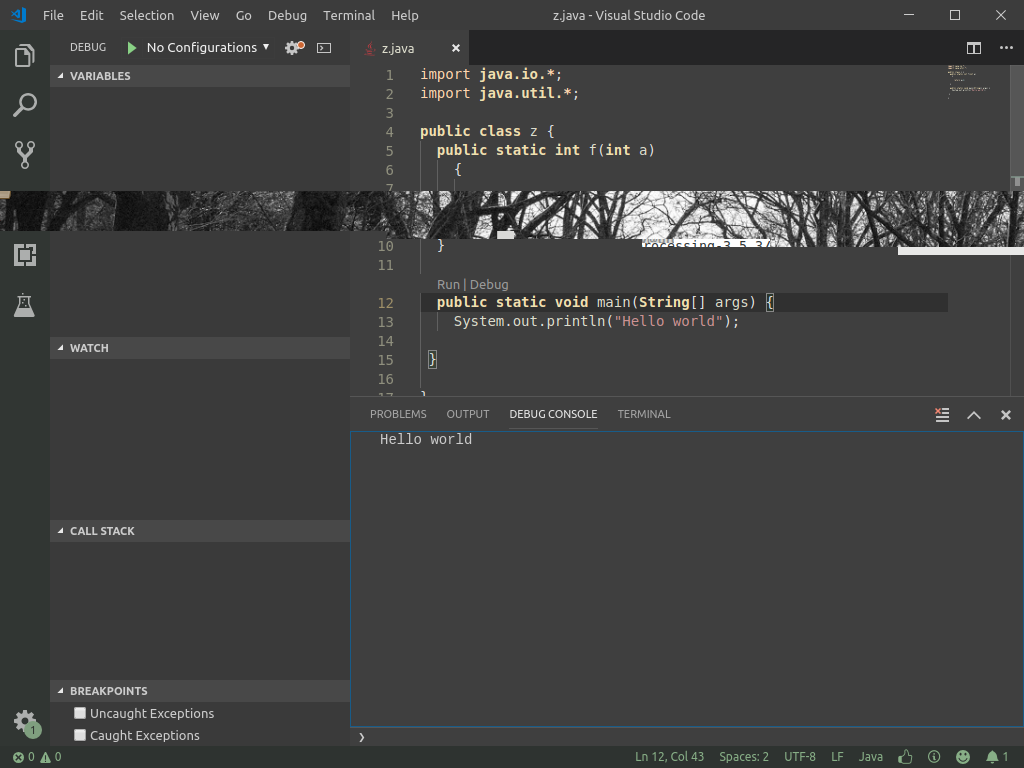 File Edit Selection View Go Debug Terminal Help z.java - Visual Studio Code
DEBUG No Configurations
z.java
VARIABLES
1 import java.io.*;
2 import java.util.*;
3
4 public class z {
5 public static int f(int a)
6 {
7
10 }
11
Run | Debug
12 public static void main(String[] args) {
13 System.out.println("Hello world");
14
15 }
16
17 }
WATCH
CALL STACK
BREAKPOINTS
Uncaught Exceptions
Caught Exceptions
PROBLEMS OUTPUT DEBUG CONSOLE TERMINAL
Hello world
1
0 0 Ln 12, Col 43 Spaces: 2 UTF-8 LF Java 1